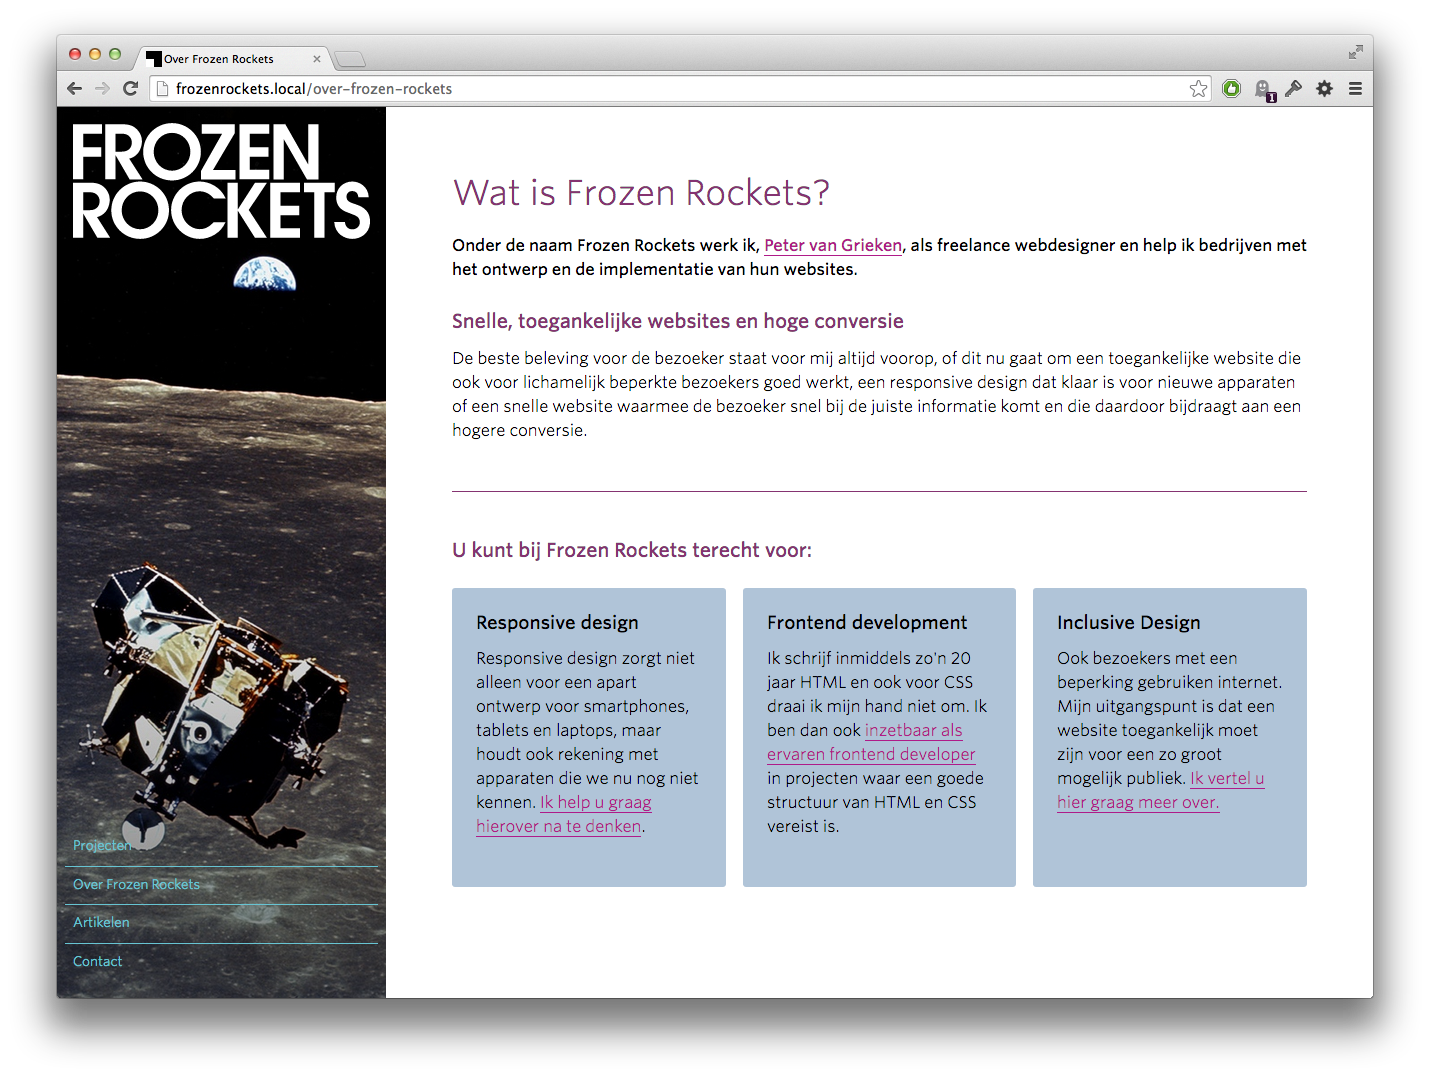 Over Frozen Rockets
frozenrockets.local/over-frozen-rockets
1
FROZEN
ROCKETS
Projecten
Over Frozen Rockets
Artikelen
Contact
Wat is Frozen Rockets?
Onder de naam Frozen Rockets werk ik, Peter van Grieken, als freelance webdesigner en help ik bedrijven met
het ontwerp en de implementatie van hun websites.
Snelle, toegankelijke websites en hoge conversie
De beste beleving voor de bezoeker staat voor mij altijd voorop, of dit nu gaat om een toegankelijke website die
ook voor lichamelijk beperkte bezoekers goed werkt, een responsive design dat klaar is voor nieuwe apparaten
of een snelle website waarmee de bezoeker snel bij de juiste informatie komt en die daardoor bijdraagt aan een
hogere conversie.
U kunt bij Frozen Rockets terecht voor:
Responsive design
Responsive design zorgt niet
alleen voor een apart
ontwerp voor smartphones,
tablets en laptops, maar
houdt ook rekening met
apparaten die we nu nog niet
kennen. Ik help u graag
hierover na te denken.
Frontend development
Ik schrijf inmiddels zo'n 20
jaar HTML en ook voor CSS
draai ik mijn hand niet om. Ik
ben dan ook inzetbaar als
ervaren frontend developer
in projecten waar een goede
structuur van HTML en CSS
vereist is.
Inclusive Design
Ook bezoekers met een
beperking gebruiken internet.
Mijn uitgangspunt is dat een
website toegankelijk moet
zijn voor een zo groot
mogelijk publiek. Ik vertel u
hier graag meer over.